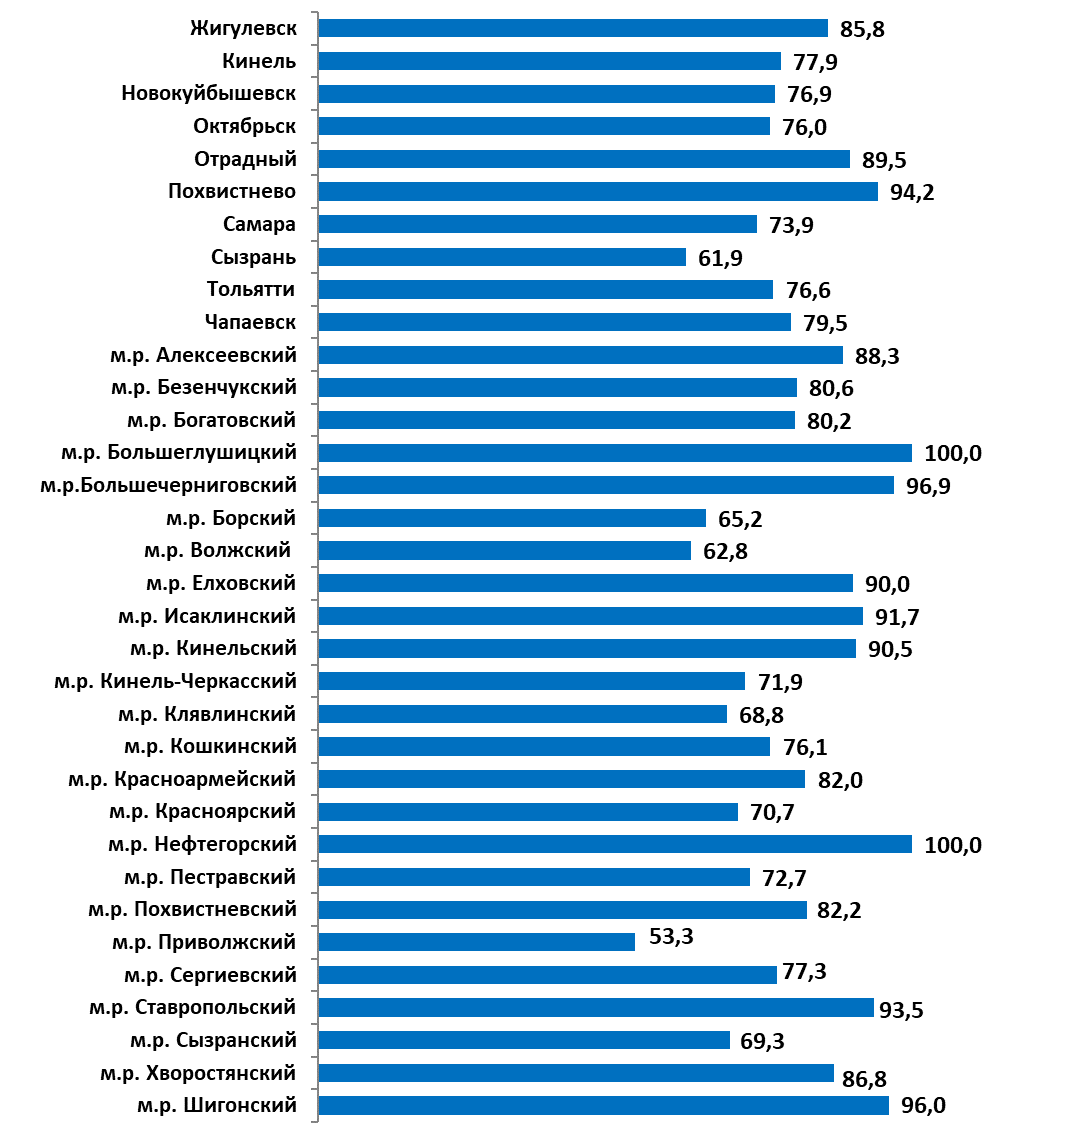 Жигулевск 85,8
Кинель 77,9
Новокуйбышевск 76,9
Октябрьск 76,0
Отрадный 89,5
Похвистнево 94,2
Самара 73,9
Сызрань 61,9
Тольятти 76,6
Чапаевск 79,5
м.р. Алексеевский 88,3
м.р. Безенчукский 80,6
м.р. Богатовский 80,2
м.р. Большеглушицкий 100,0
м.р.Большечерниговский 96,9
м.р. Борский 65,2
м.р. Волжский 62,8
м.р. Елховский 90,0
м.р. Исаклинский 91,7
м.р. Кинельский 90,5
м.р. Кинель-Черкасский 71,9
м.р. Клявлинский 68,8
м.р. Кошкинский 76,1
м.р. Красноармейский 82,0
м.р. Красноярский 70,7
м.р. Нефтегорский 100,0
м.р. Пестравский 72,7
м.р. Похвистневский 82,2
м.р. Приволжский 53,3
м.р. Сергиевский 77,3
м.р. Ставропольский 93,5
м.р. Сызранский 69,3
м.р. Хворостянский 86,8
м.р. Шигонский 96,0